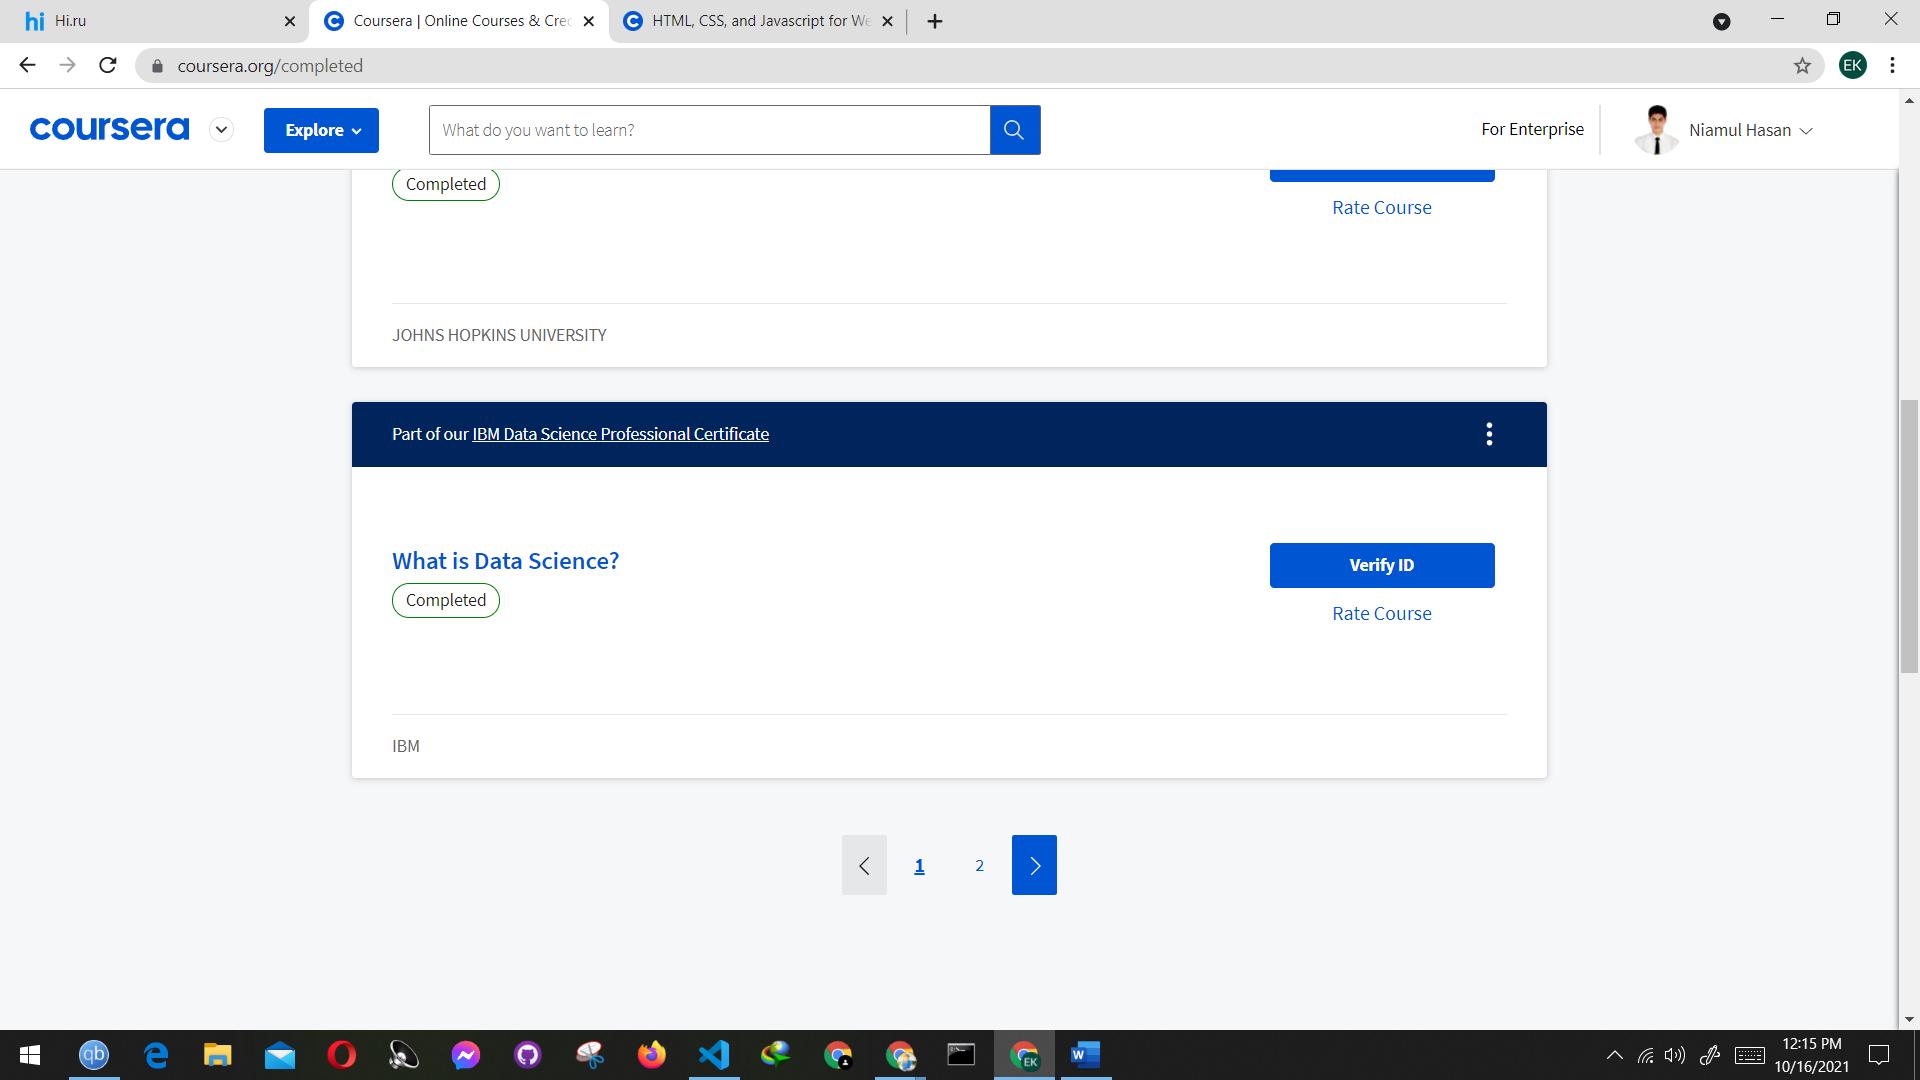 hi Hi.ru
Coursera | Online Courses & Cre
HTML, CSS, and Javascript for We
coursera.org/completed
EK
coursera
Explore
What do you want to learn?
For Enterprise
Niamul Hasan
Completed
Rate Course
JOHNS HOPKINS UNIVERSITY
Part of our IBM Data Science Professional Certificate
What is Data Science?
Verify ID
Completed
Rate Course
IBM
1
2
qb
EK
W
12:15 PM
10/16/2021